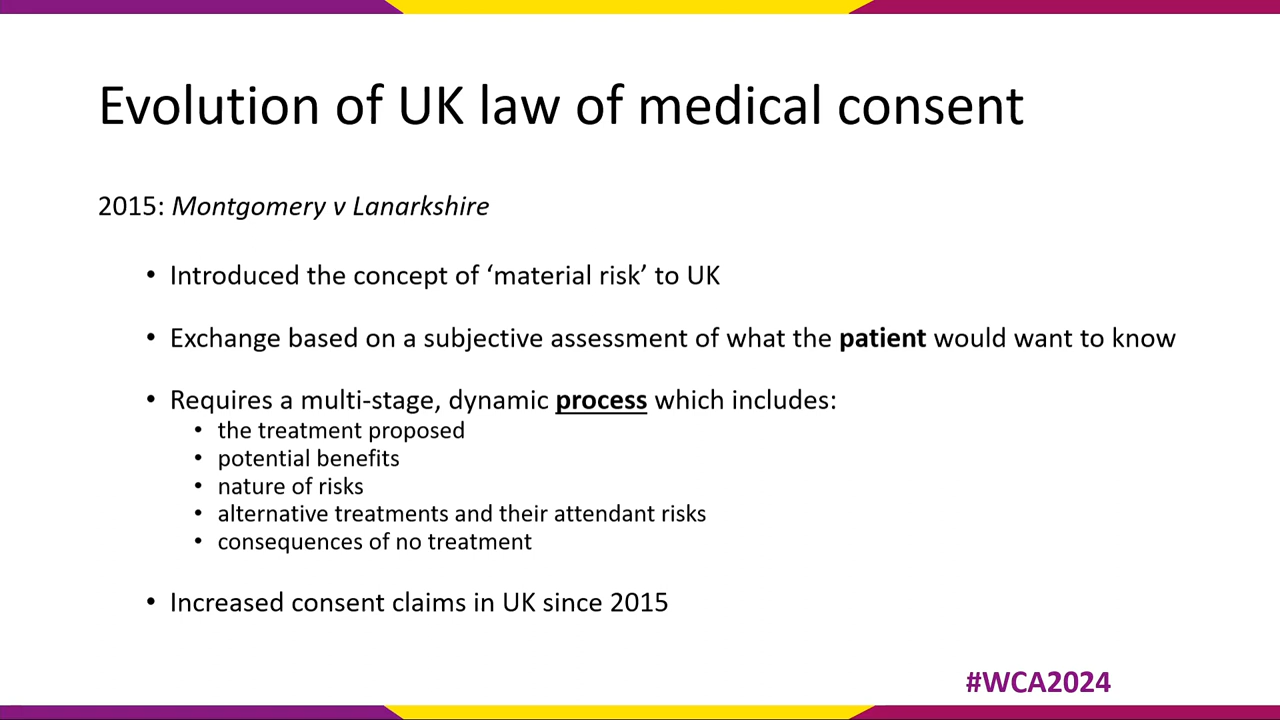 Evolution of UK law of medical consent
2015: Montgomery v Lanarkshire
• Introduced the concept of ‘material risk’ to UK
• Exchange based on a subjective assessment of what the patient would want to know
• Requires a multi-stage, dynamic process which includes:
• the treatment proposed
• potential benefits
• nature of risks
• alternative treatments and their attendant risks
• consequences of no treatment
• Increased consent claims in UK since 2015
#WCA2024